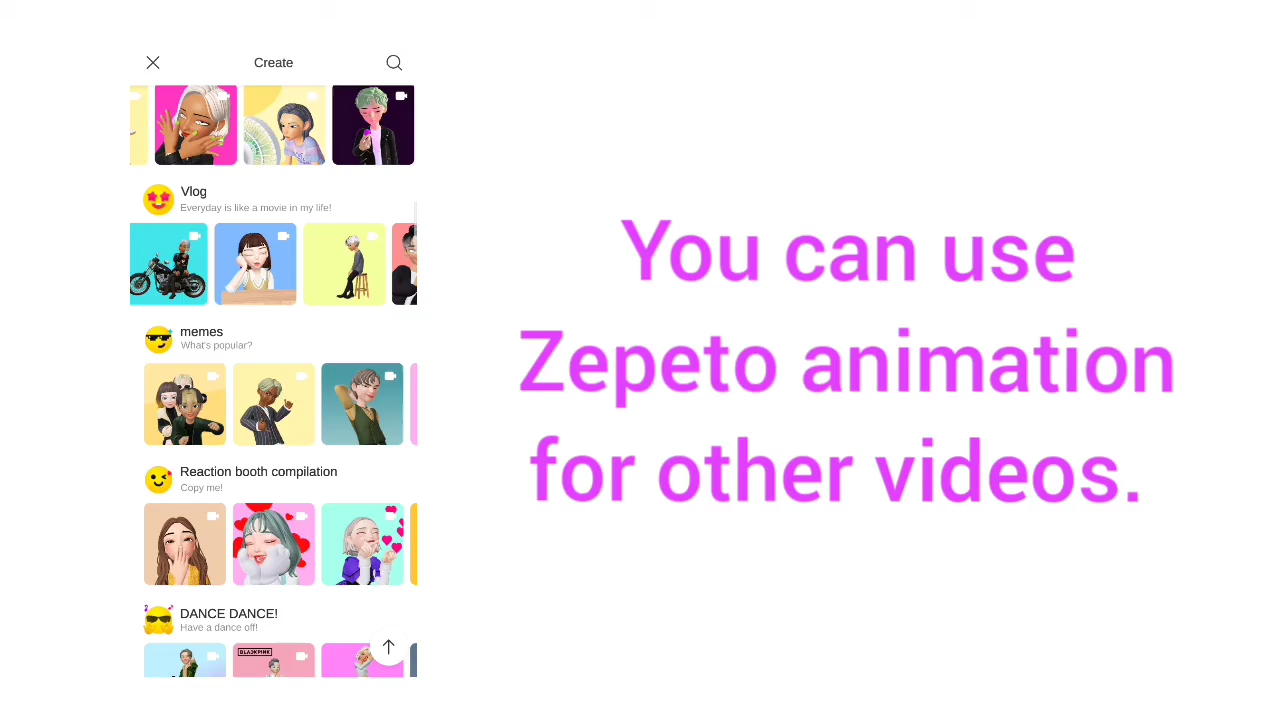 Create
Vlog
Everyday is like a movie in my life!
memes
What's popular?
Reaction booth compilation
Copy me!
DANCE DANCE!
Have a dance off!
BLACKPINK
You can use
Zepeto animation
for other videos.